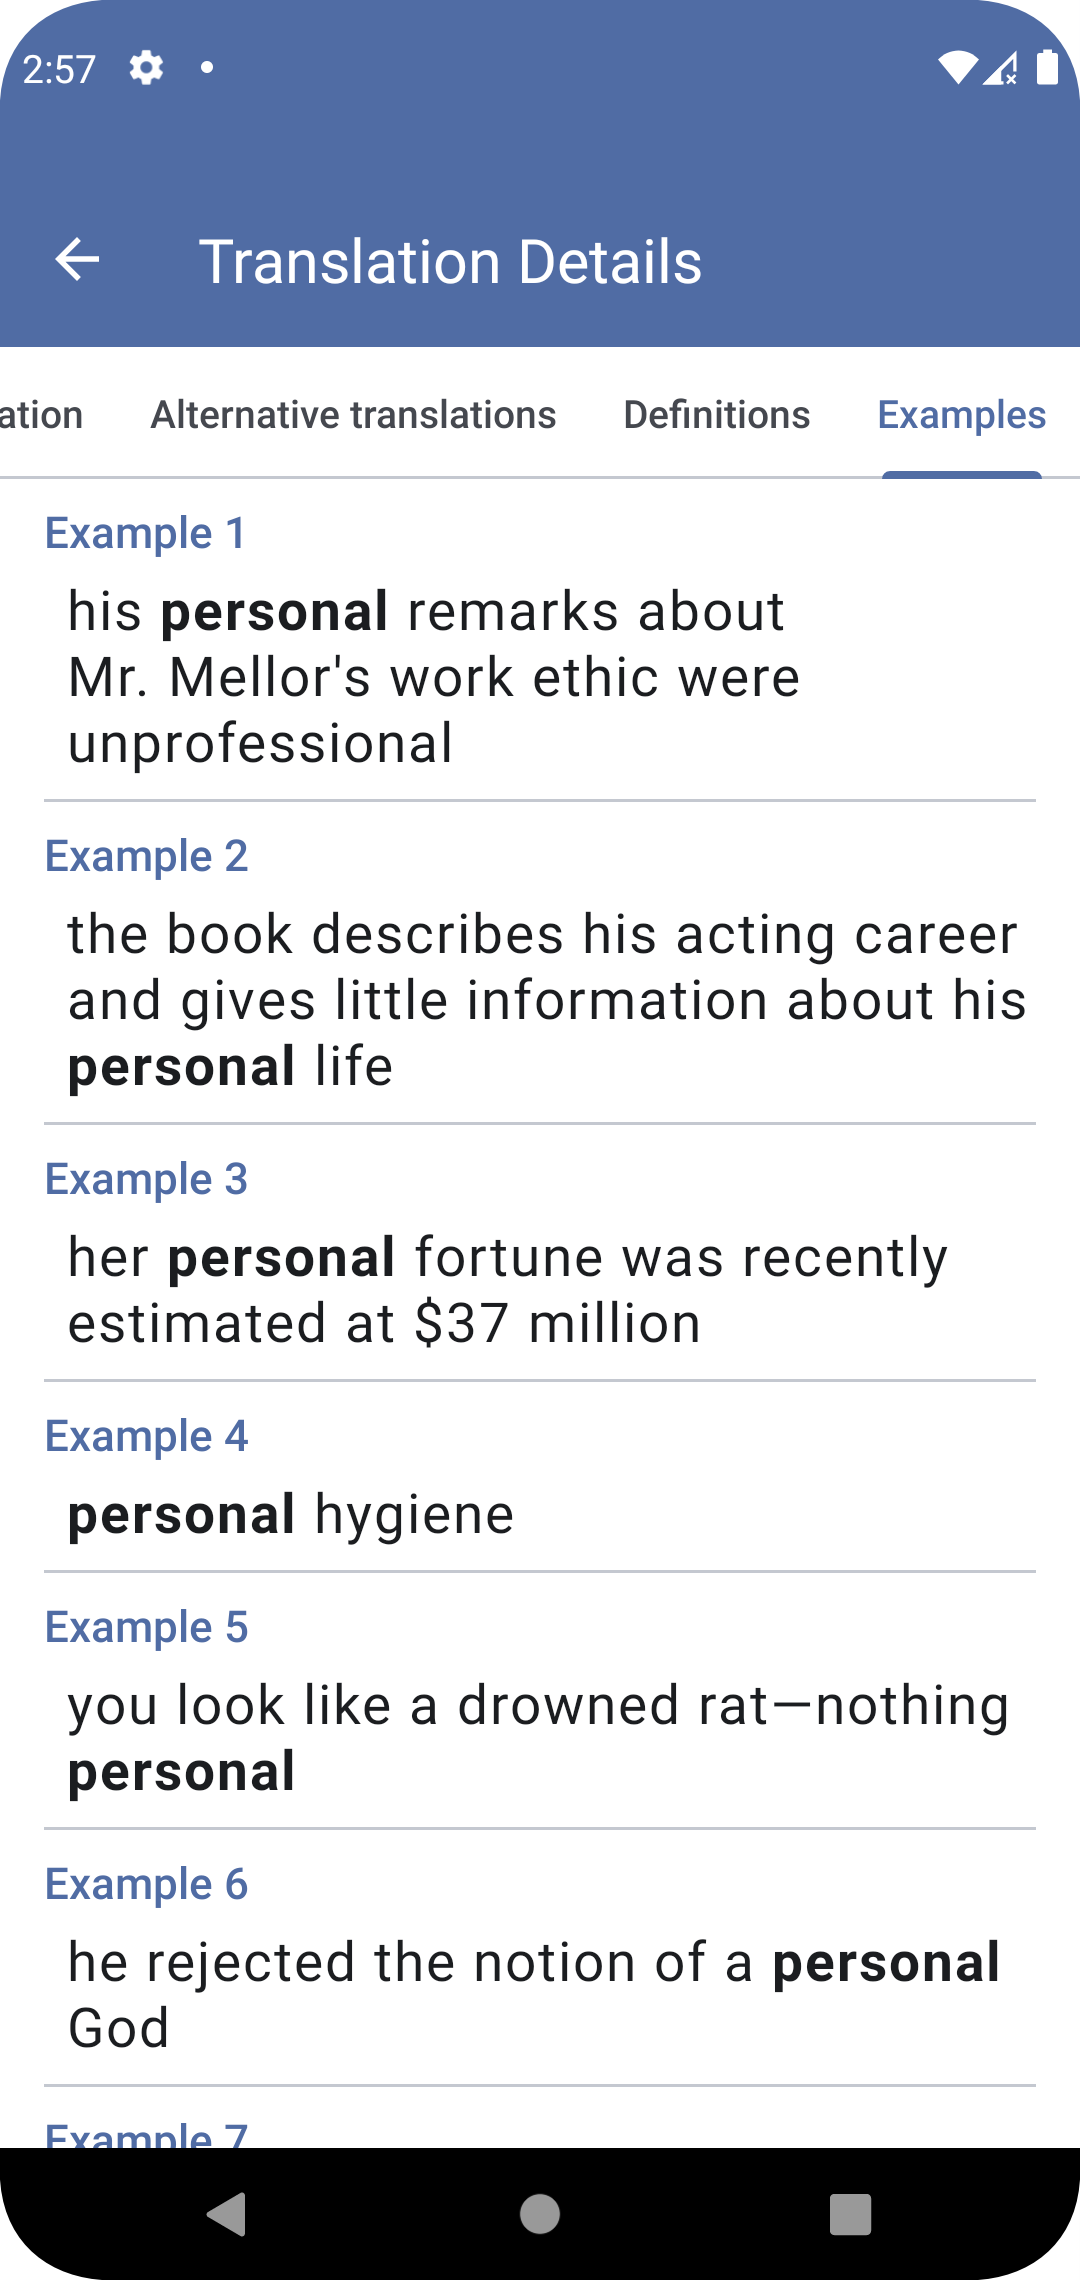 2:57
Translation Details
ation
Alternative translations
Definitions
Examples
Example 1
his personal remarks about
Mr. Mellor's work ethic were
unprofessional
Example 2
the book describes his acting career
and gives little information about his
personal life
Example 3
her personal fortune was recently
estimated at $37 million
Example 4
personal hygiene
Example 5
you look like a drowned rat—nothing
personal
Example 6
he rejected the notion of a personal
God
Example 7